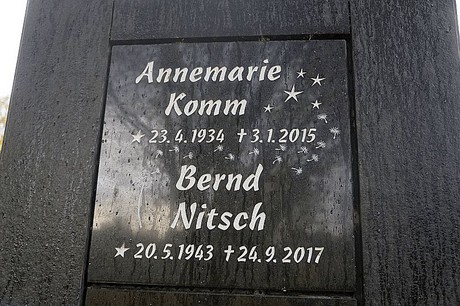 Annemarie
Komm
★ 23.4.1934 ✝ 3.1.2015
Bernd
Nitsch
★ 20.5.1943 ✝ 24.9.2017